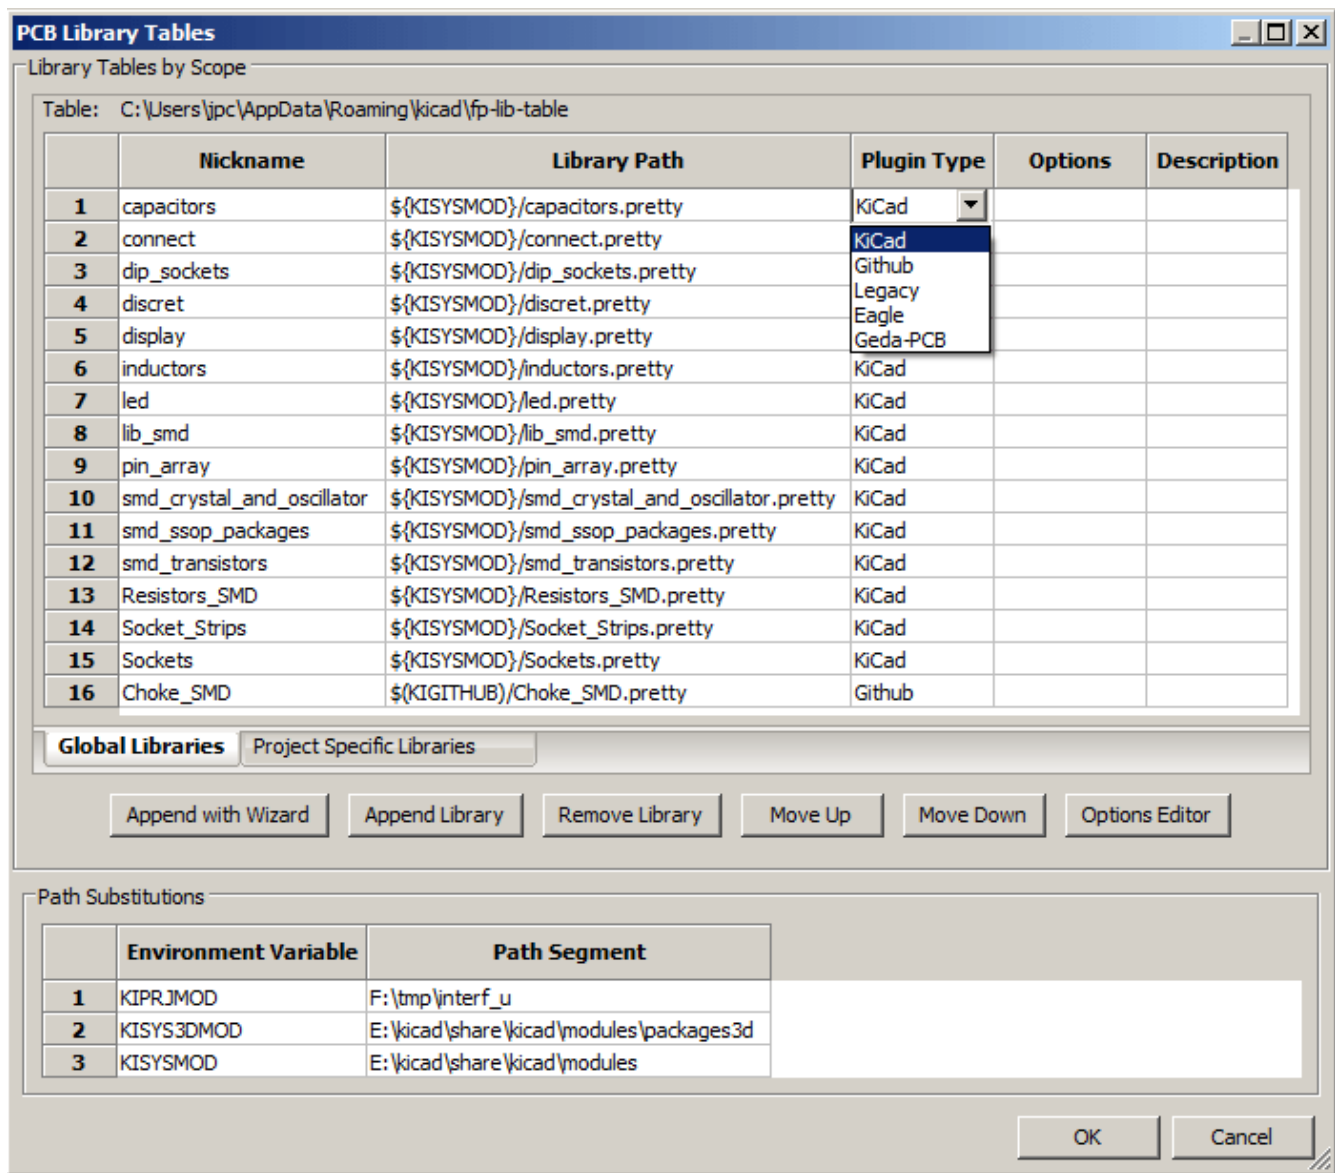 PCB Library Tables
Library Tables by Scope
Table: C:\Users\jpc\AppData\Roaming\kicad\fp-lib-table
Nickname Library Path Plugin Type Options Description
1 capacitors ${KISYSMOD}/capacitors.pretty KiCad
2 connect ${KISYSMOD}/connect.pretty KiCad
3 dip_sockets ${KISYSMOD}/dip_sockets.pretty Github
4 discret ${KISYSMOD}/discret.pretty Legacy
5 display ${KISYSMOD}/display.pretty Eagle
Geda-PCB
6 inductors ${KISYSMOD}/inductors.pretty KiCad
7 led ${KISYSMOD}/led.pretty KiCad
8 lib_smd ${KISYSMOD}/lib_smd.pretty KiCad
9 pin_array ${KISYSMOD}/pin_array.pretty KiCad
10 smd_crystal_and_oscillator ${KISYSMOD}/smd_crystal_and_oscillator.pretty KiCad
11 smd_ssop_packages ${KISYSMOD}/smd_ssop_packages.pretty KiCad
12 smd_transistors ${KISYSMOD}/smd_transistors.pretty KiCad
13 Resistors_SMD ${KISYSMOD}/Resistors_SMD.pretty KiCad
14 Socket_Strips ${KISYSMOD}/Socket_Strips.pretty KiCad
15 Sockets ${KISYSMOD}/Sockets.pretty KiCad
16 Choke_SMD $(KIGITHUB)/Choke_SMD.pretty Github
Global Libraries Project Specific Libraries
Append with Wizard Append Library Remove Library Move Up Move Down Options Editor
Path Substitutions
Environment Variable Path Segment
1 KIPRJMOD F:\tmp\interf_u
2 KISYS3DMOD E:\kicad\share\kicad\modules\packages3d
3 KISYSMOD E:\kicad\share\kicad\modules
OK Cancel